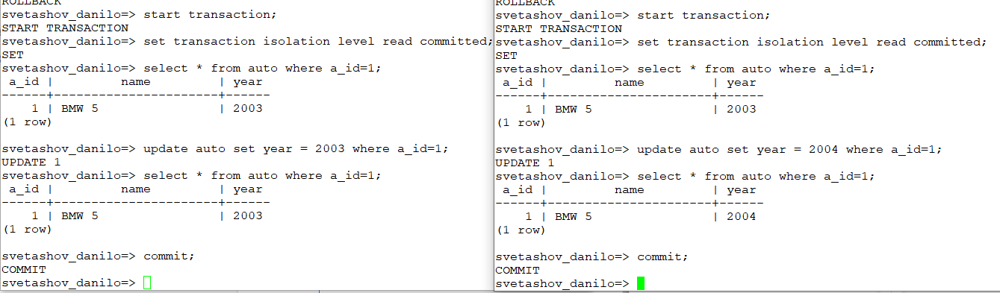 ROLLBACK
svetashov_danilo=> start transaction;
START TRANSACTION
svetashov_danilo=> set transaction isolation level read committed;
SET
svetashov_danilo=> select * from auto where a_id=1;
 a_id |          name          | year
------+------------------------+------
    1 | BMW 5                  | 2003
(1 row)

svetashov_danilo=> update auto set year = 2003 where a_id=1;
UPDATE 1
svetashov_danilo=> select * from auto where a_id=1;
 a_id |          name          | year
------+------------------------+------
    1 | BMW 5                  | 2003
(1 row)

svetashov_danilo=> commit;
COMMIT
svetashov_danilo=>
ROLLBACK
svetashov_danilo=> start transaction;
START TRANSACTION
svetashov_danilo=> set transaction isolation level read committed;
SET
svetashov_danilo=> select * from auto where a_id=1;
 a_id |          name          | year
------+------------------------+------
    1 | BMW 5                  | 2003
(1 row)

svetashov_danilo=> update auto set year = 2004 where a_id=1;
UPDATE 1
svetashov_danilo=> select * from auto where a_id=1;
 a_id |          name          | year
------+------------------------+------
    1 | BMW 5                  | 2004
(1 row)

svetashov_danilo=> commit;
COMMIT
svetashov_danilo=>